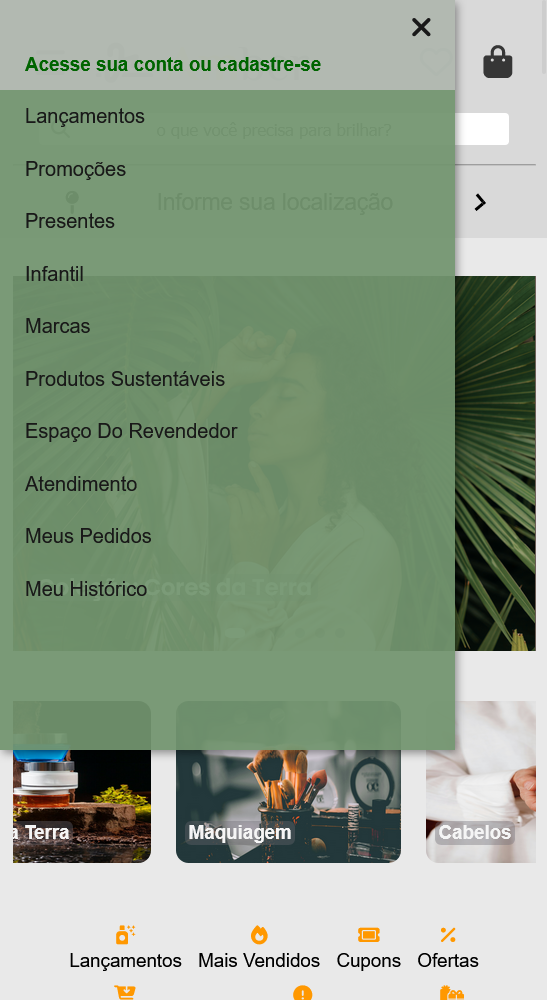 Acesse sua conta ou cadastre-se
Lançamentos
o que você precisa para brilhar?
Promoções
Informe sua localização
Presentes
Infantil
Marcas
Produtos Sustentáveis
Espaço Do Revendedor
Atendimento
Meus Pedidos
Cores da Terra
Meu Histórico
a Terra
Maquiagem
Cabelos
Lançamentos
Mais Vendidos
Cupons
Ofertas